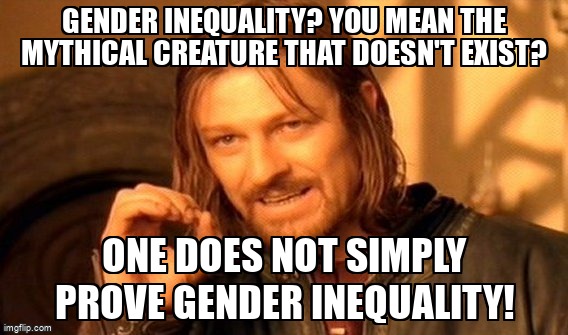 GENDER INEQUALITY? YOU MEAN THE
MYTHICAL CREATURE THAT DOESN'T EXIST?
ONE DOES NOT SIMPLY
PROVE GENDER INEQUALITY!
imgflip.com